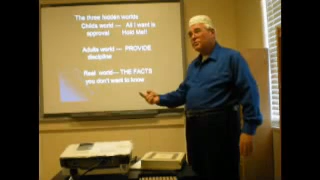 The three hidden worlds
Childs world — All I want is
approval Hold Me!!
Adults world — PROVIDE
discipline
Real world — THE FACTS
you don't want to know